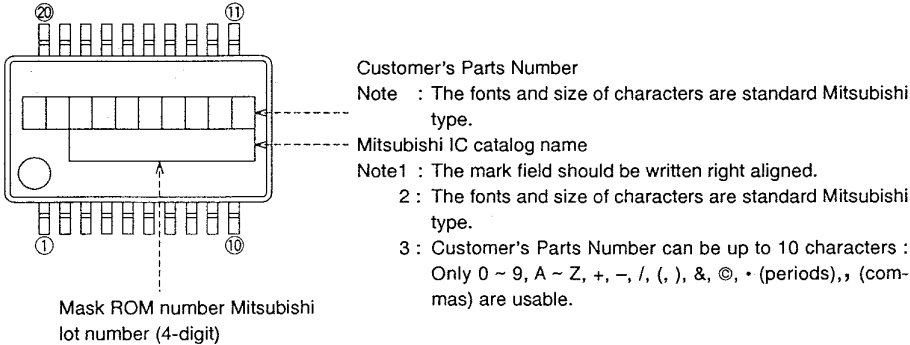 ⑳ ⑪
Customer's Parts Number
Note : The fonts and size of characters are standard Mitsubishi
type.
Mitsubishi IC catalog name
Note1 : The mark field should be written right aligned.
2 : The fonts and size of characters are standard Mitsubishi
type.
3 : Customer's Parts Number can be up to 10 characters :
Only 0 ~ 9, A ~ Z, +, –, /, (, ), &, ©, · (periods), , (com-
mas) are usable.
① ⑩
Mask ROM number Mitsubishi
lot number (4-digit)